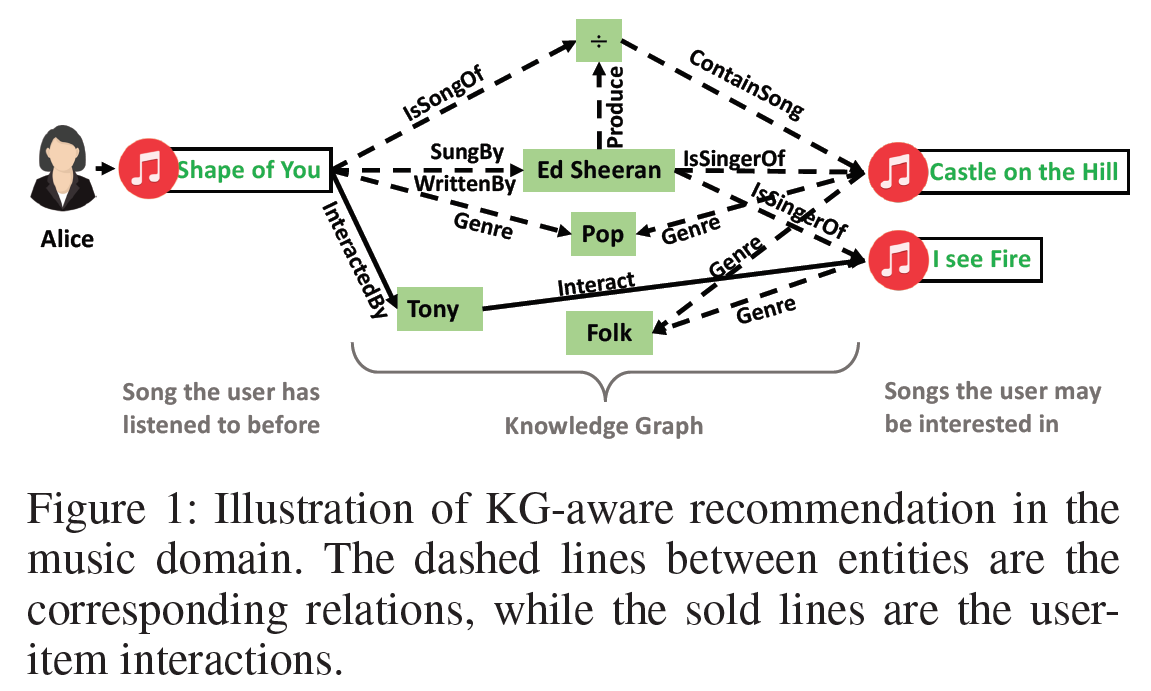 ÷
IsSongOf
ContainSong
Produce
Shape of You
SungBy
WrittenBy
Ed Sheeran
IsSingerOf
IsSingerOf
Castle on the Hill
Alice
Genre
Pop
Genre
Genre
I see Fire
InteractedBy
Tony
Interact
Folk
Genre
Song the user has
listened to before
Knowledge Graph
Songs the user may
be interested in
Figure 1: Illustration of KG-aware recommendation in the
music domain. The dashed lines between entities are the
corresponding relations, while the sold lines are the user-
item interactions.